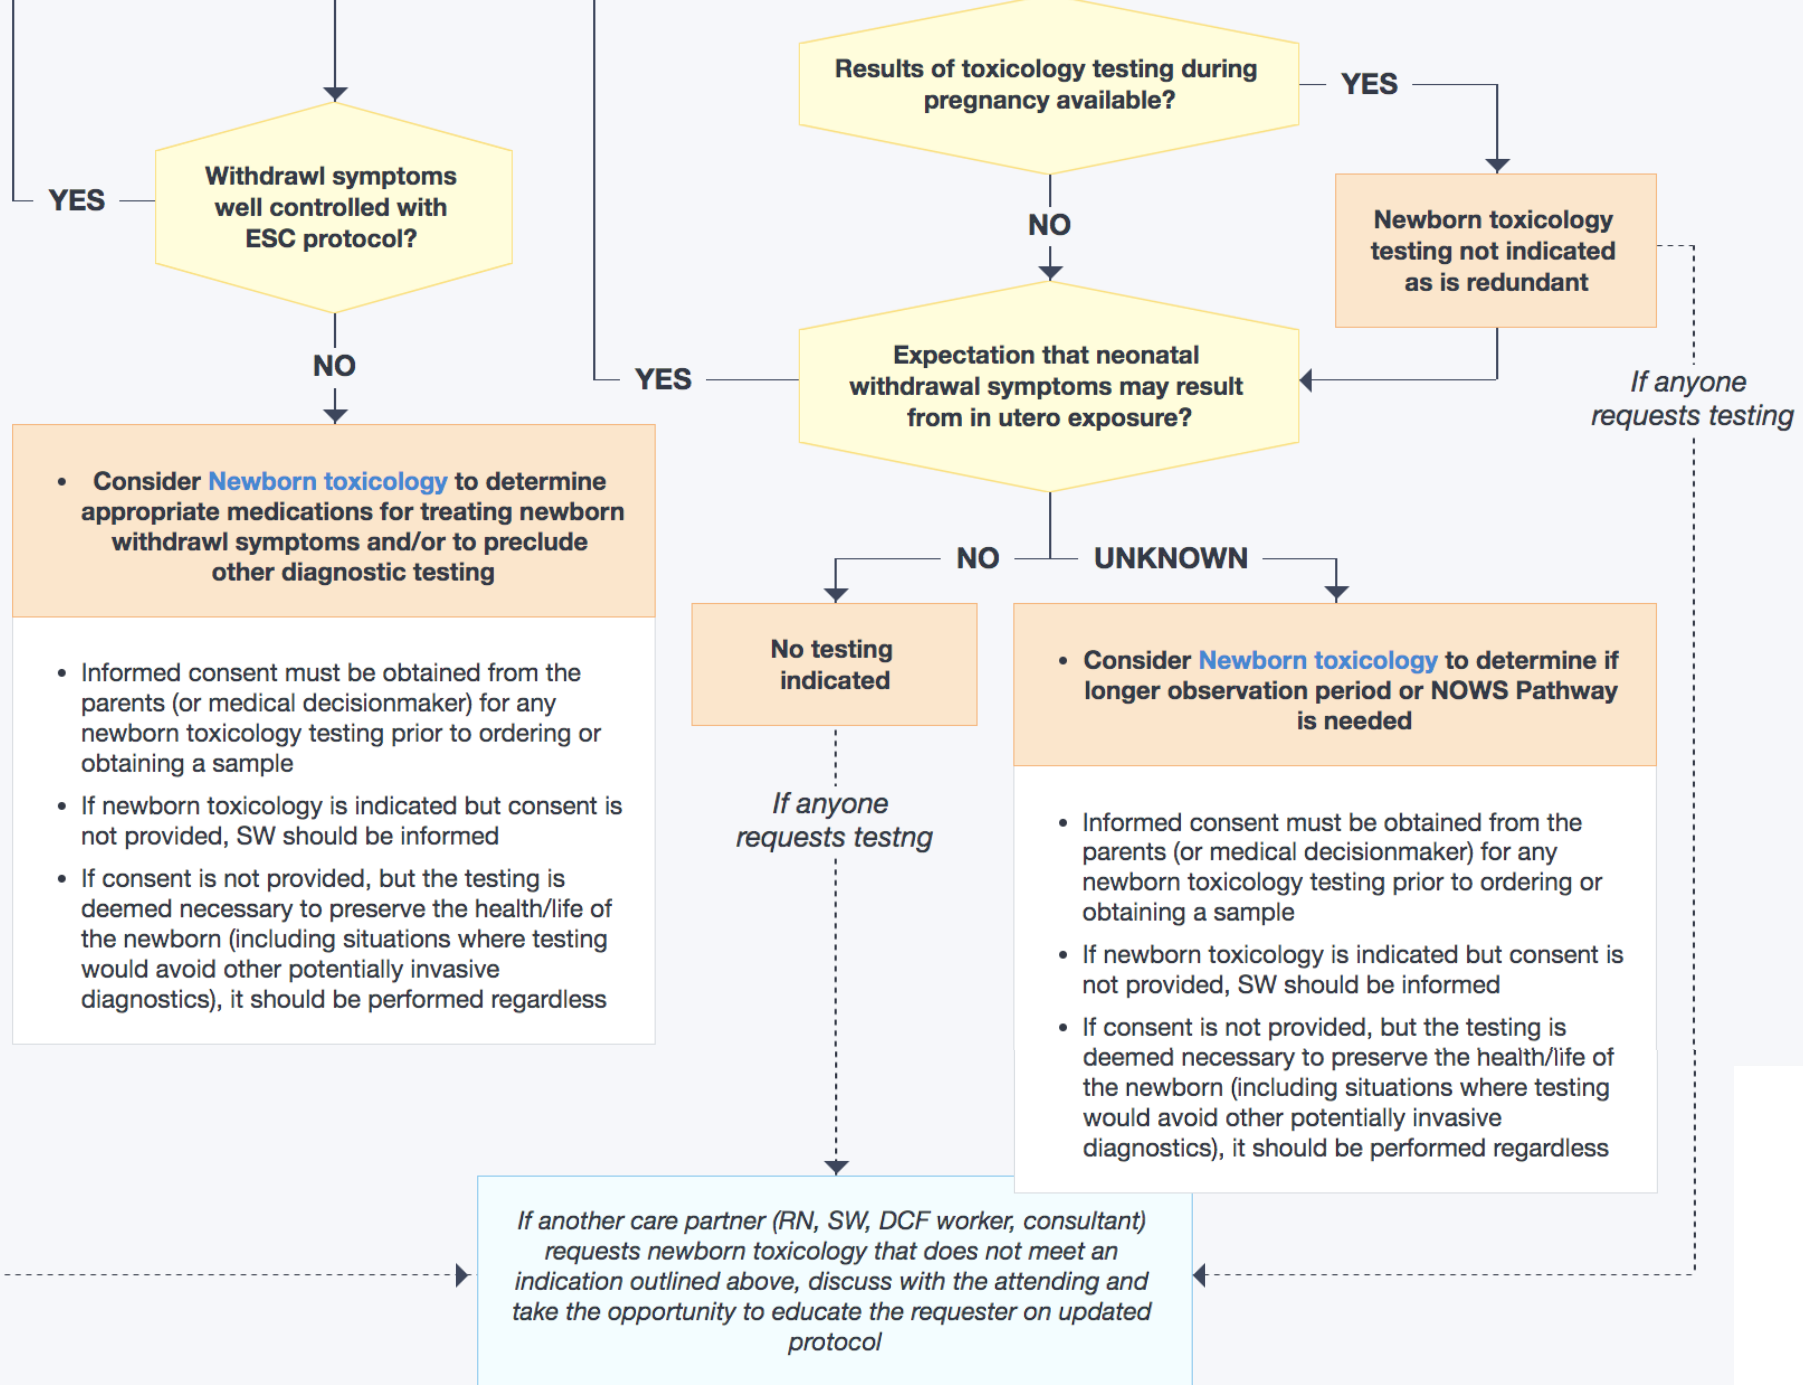 Results of toxicology testing during
pregnancy available?
YES
Withdrawl symptoms
well controlled with
ESC protocol?
YES
NO
Newborn toxicology
testing not indicated
as is redundant
NO
Expectation that neonatal
withdrawal symptoms may result
from in utero exposure?
YES
If anyone
requests testing
• Consider Newborn toxicology to determine
appropriate medications for treating newborn
withdrawl symptoms and/or to preclude
other diagnostic testing
• Informed consent must be obtained from the
parents (or medical decisionmaker) for any
newborn toxicology testing prior to ordering or
obtaining a sample
• If newborn toxicology is indicated but consent is
not provided, SW should be informed
• If consent is not provided, but the testing is
deemed necessary to preserve the health/life of
the newborn (including situations where testing
would avoid other potentially invasive
diagnostics), it should be performed regardless
NO
UNKNOWN
No testing
indicated
If anyone
requests testng
• Consider Newborn toxicology to determine if
longer observation period or NOWS Pathway
is needed
• Informed consent must be obtained from the
parents (or medical decisionmaker) for any
newborn toxicology testing prior to ordering or
obtaining a sample
• If newborn toxicology is indicated but consent is
not provided, SW should be informed
• If consent is not provided, but the testing is
deemed necessary to preserve the health/life of
the newborn (including situations where testing
would avoid other potentially invasive
diagnostics), it should be performed regardless
If another care partner (RN, SW, DCF worker, consultant)
requests newborn toxicology that does not meet an
indication outlined above, discuss with the attending and
take the opportunity to educate the requester on updated
protocol